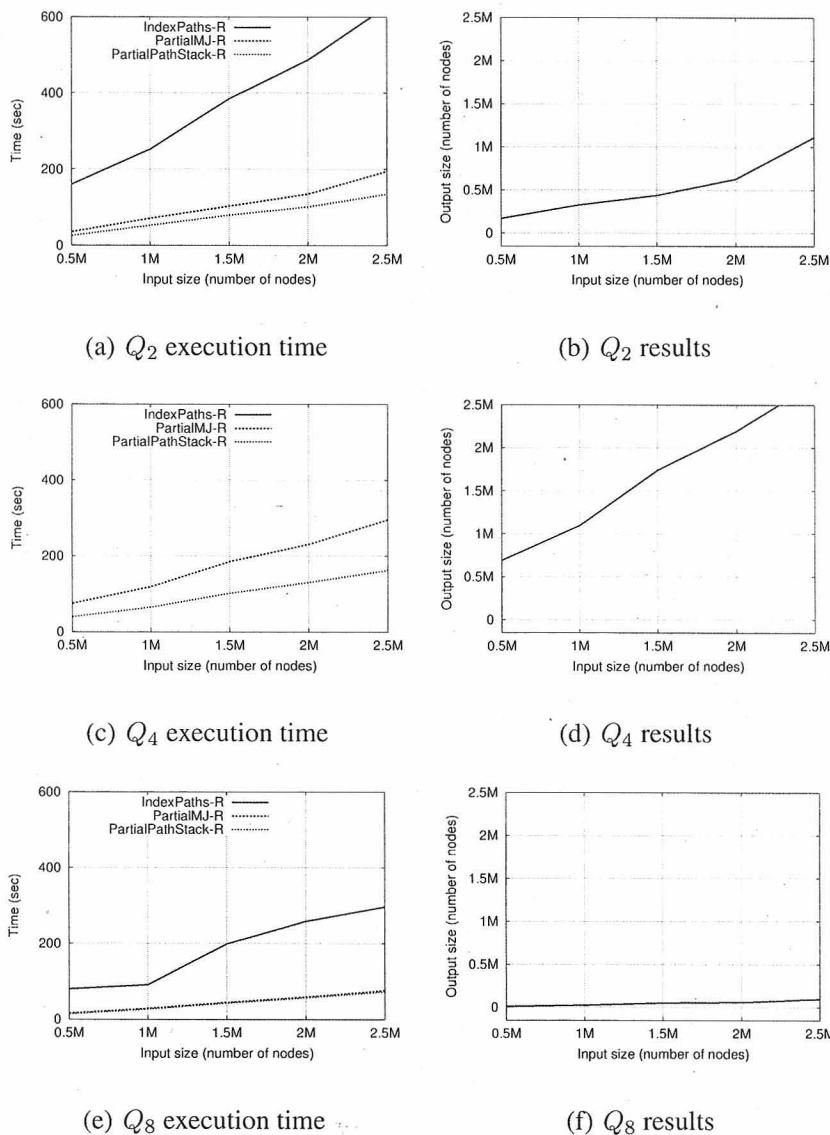 600
400
200
0
Time (sec)
IndexPaths-R
PartialMJ-R
PartialPathStack-R
0.5M 1M 1.5M 2M 2.5M
Input size (number of nodes)
(a) Q2 execution time
2.5M
2M
1.5M
1M
0.5M
0
Output size (number of nodes)
0.5M 1M 1.5M 2M 2.5M
Input size (number of nodes)
(b) Q2 results
600
400
200
0
Time (sec)
IndexPaths-R
PartialMJ-R
PartialPathStack-R
0.5M 1M 1.5M 2M 2.5M
Input size (number of nodes)
(c) Q4 execution time
2.5M
2M
1.5M
1M
0.5M
0
Output size (number of nodes)
0.5M 1M 1.5M 2M 2.5M
Input size (number of nodes)
(d) Q4 results
600
400
200
0
Time (sec)
IndexPaths-R
PartialMJ-R
PartialPathStack-R
0.5M 1M 1.5M 2M 2.5M
Input size (number of nodes)
(e) Q8 execution time
2.5M
2M
1.5M
1M
0.5M
0
Output size (number of nodes)
0.5M 1M 1.5M 2M 2.5M
Input size (number of nodes)
(f) Q8 results